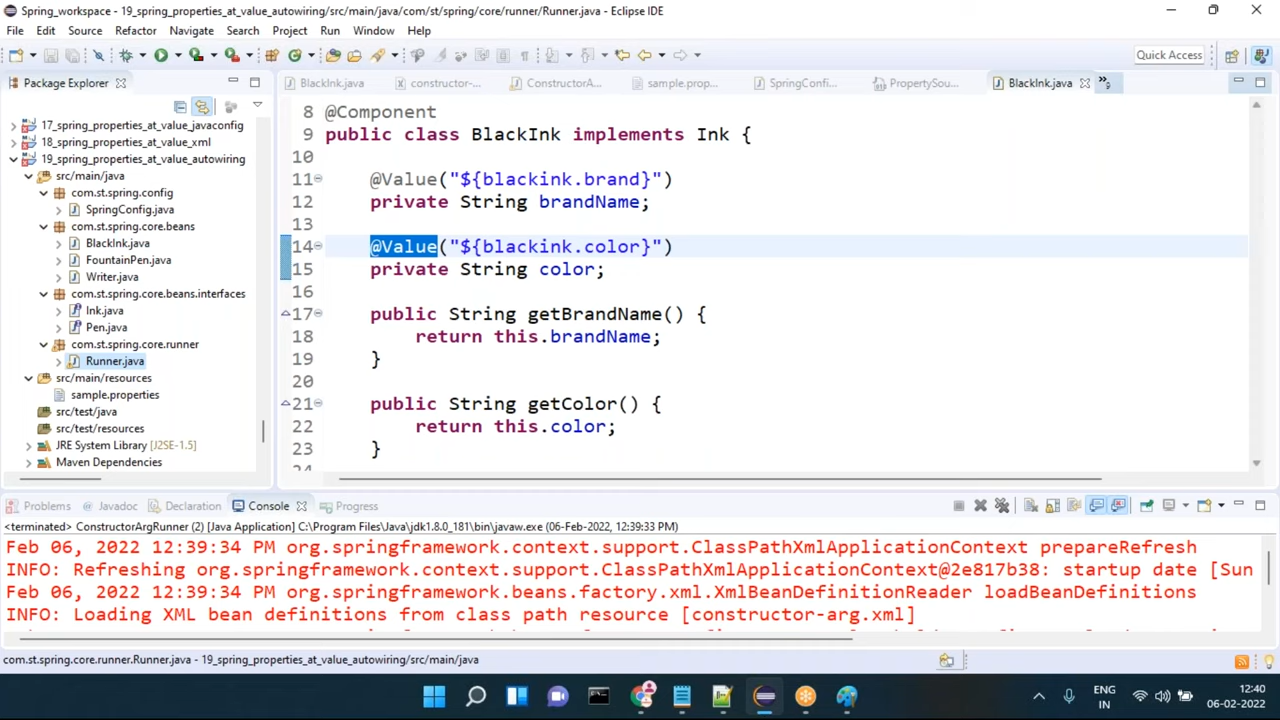 Spring_workspace - 19_spring_properties_at_value_autowiring/src/main/java/com/st/spring/core/runner/Runner.java - Eclipse IDE
File Edit Source Refactor Navigate Search Project Run Window Help
Quick Access
Package Explorer
BlackInk.java constructor-... ConstructorA... sample.prop... SpringConfi... PropertySou... BlackInk.java
17_spring_properties_at_value_javaconfig
18_spring_properties_at_value_xml
19_spring_properties_at_value_autowiring
src/main/java
com.st.spring.config
SpringConfig.java
com.st.spring.core.beans
BlackInk.java
FountainPen.java
Writer.java
com.st.spring.core.beans.interfaces
Ink.java
Pen.java
com.st.spring.core.runner
Runner.java
src/main/resources
sample.properties
src/test/java
src/test/resources
JRE System Library [J2SE-1.5]
Maven Dependencies
8 @Component
9 public class BlackInk implements Ink {
10
11 @Value("${blackink.brand}")
12 private String brandName;
13
14 @Value("${blackink.color}")
15 private String color;
16
17 public String getBrandName() {
18 return this.brandName;
19 }
20
21 public String getColor() {
22 return this.color;
23 }
24
Problems Javadoc Declaration Console Progress
<terminated> ConstructorArgRunner (2) [Java Application] C:\Program Files\Java\jdk1.8.0_181\bin\javaw.exe (06-Feb-2022, 12:39:33 PM)
Feb 06, 2022 12:39:34 PM org.springframework.context.support.ClassPathXmlApplicationContext prepareRefresh
INFO: Refreshing org.springframework.context.support.ClassPathXmlApplicationContext@2e817b38: startup date [Sun
Feb 06, 2022 12:39:34 PM org.springframework.beans.factory.xml.XmlBeanDefinitionReader loadBeanDefinitions
INFO: Loading XML bean definitions from class path resource [constructor-arg.xml]
com.st.spring.core.runner.Runner.java - 19_spring_properties_at_value_autowiring/src/main/java
ENG
IN
12:40
06-02-2022